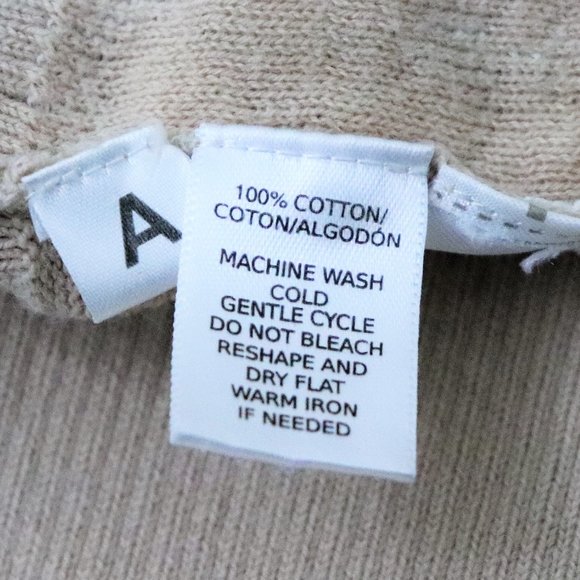 A
100% COTTON/
COTON/ALGODÓN
MACHINE WASH
COLD
GENTLE CYCLE
DO NOT BLEACH
RESHAPE AND
DRY FLAT
WARM IRON
IF NEEDED